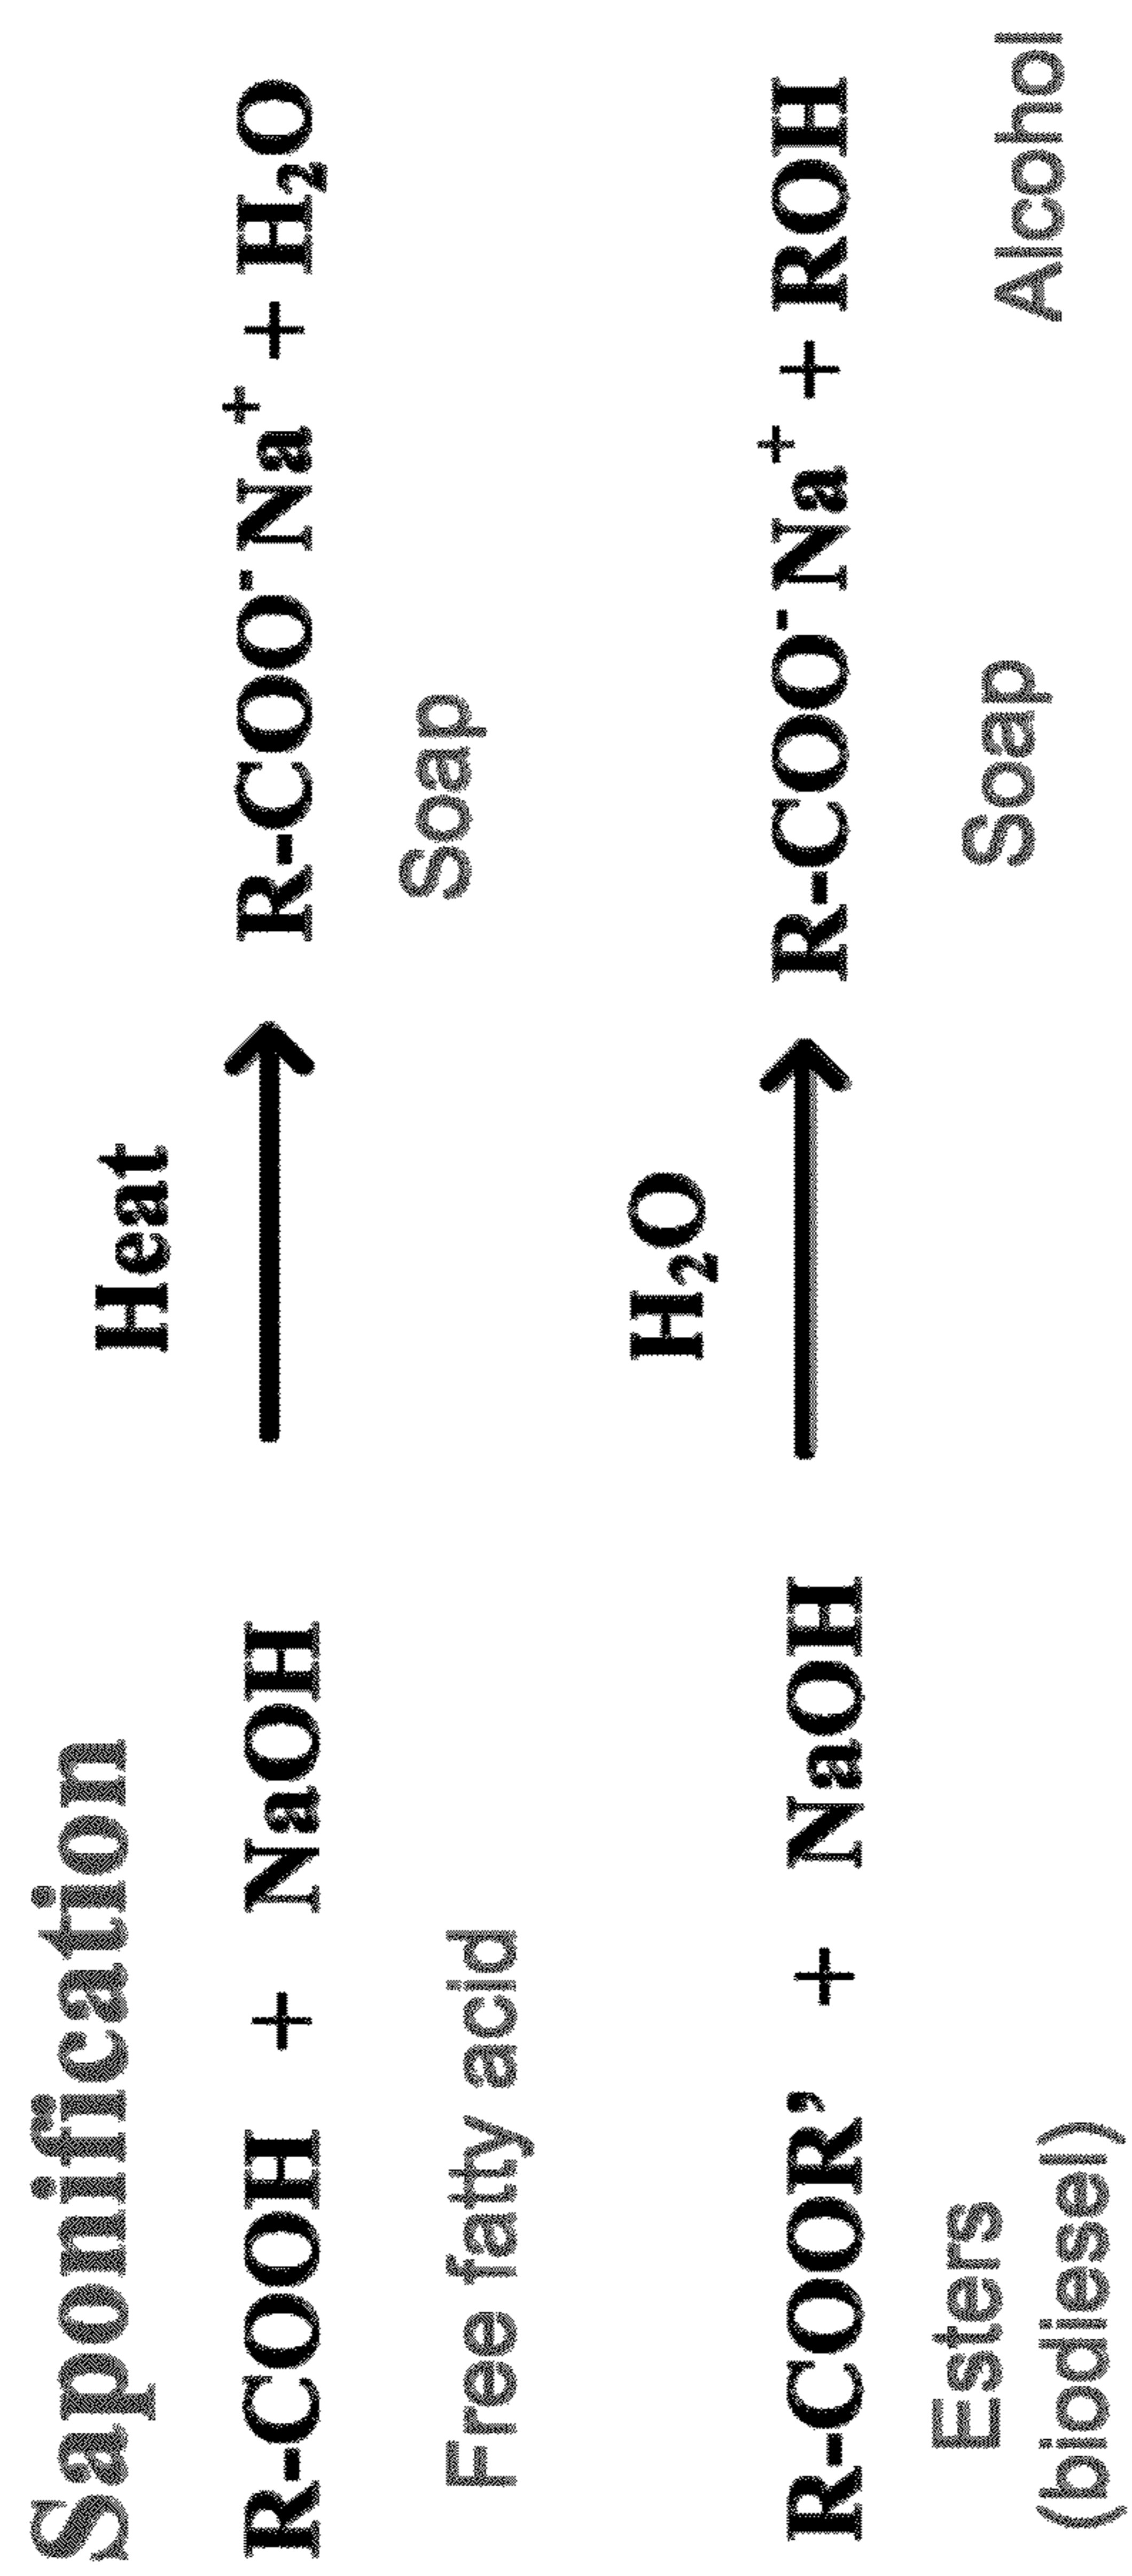 Saponification
Heat
R-COOH + NaOH → R-COO⁻Na⁺ + H₂O
Free fatty acid Soap
H₂O
R-COOR’ + NaOH → R-COO⁻Na⁺ + ROH
Esters Soap Alcohol
(biodiesel)